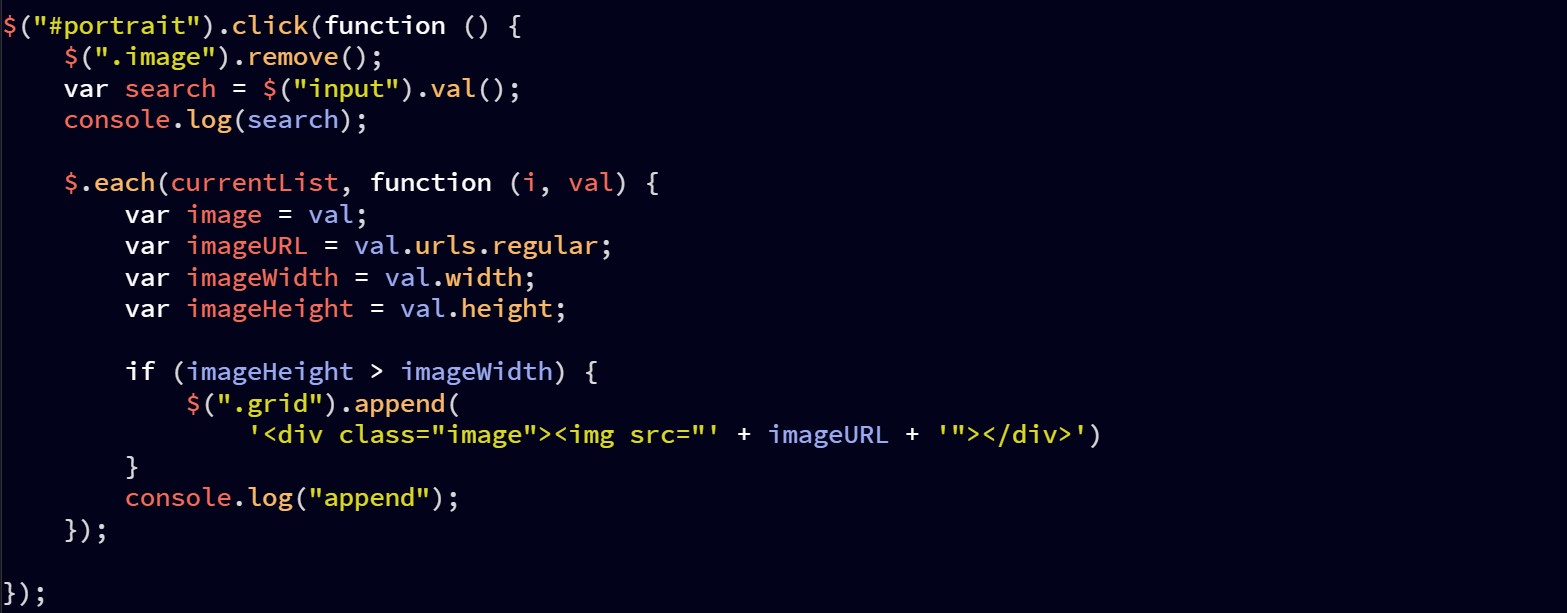 $("#portrait").click(function () {
    $(".image").remove();
    var search = $("input").val();
    console.log(search);

    $.each(currentList, function (i, val) {
        var image = val;
        var imageURL = val.urls.regular;
        var imageWidth = val.width;
        var imageHeight = val.height;

        if (imageHeight > imageWidth) {
            $(".grid").append(
                '<div class="image"><img src="' + imageURL + '"></div>')
        }
        console.log("append");
    });

});